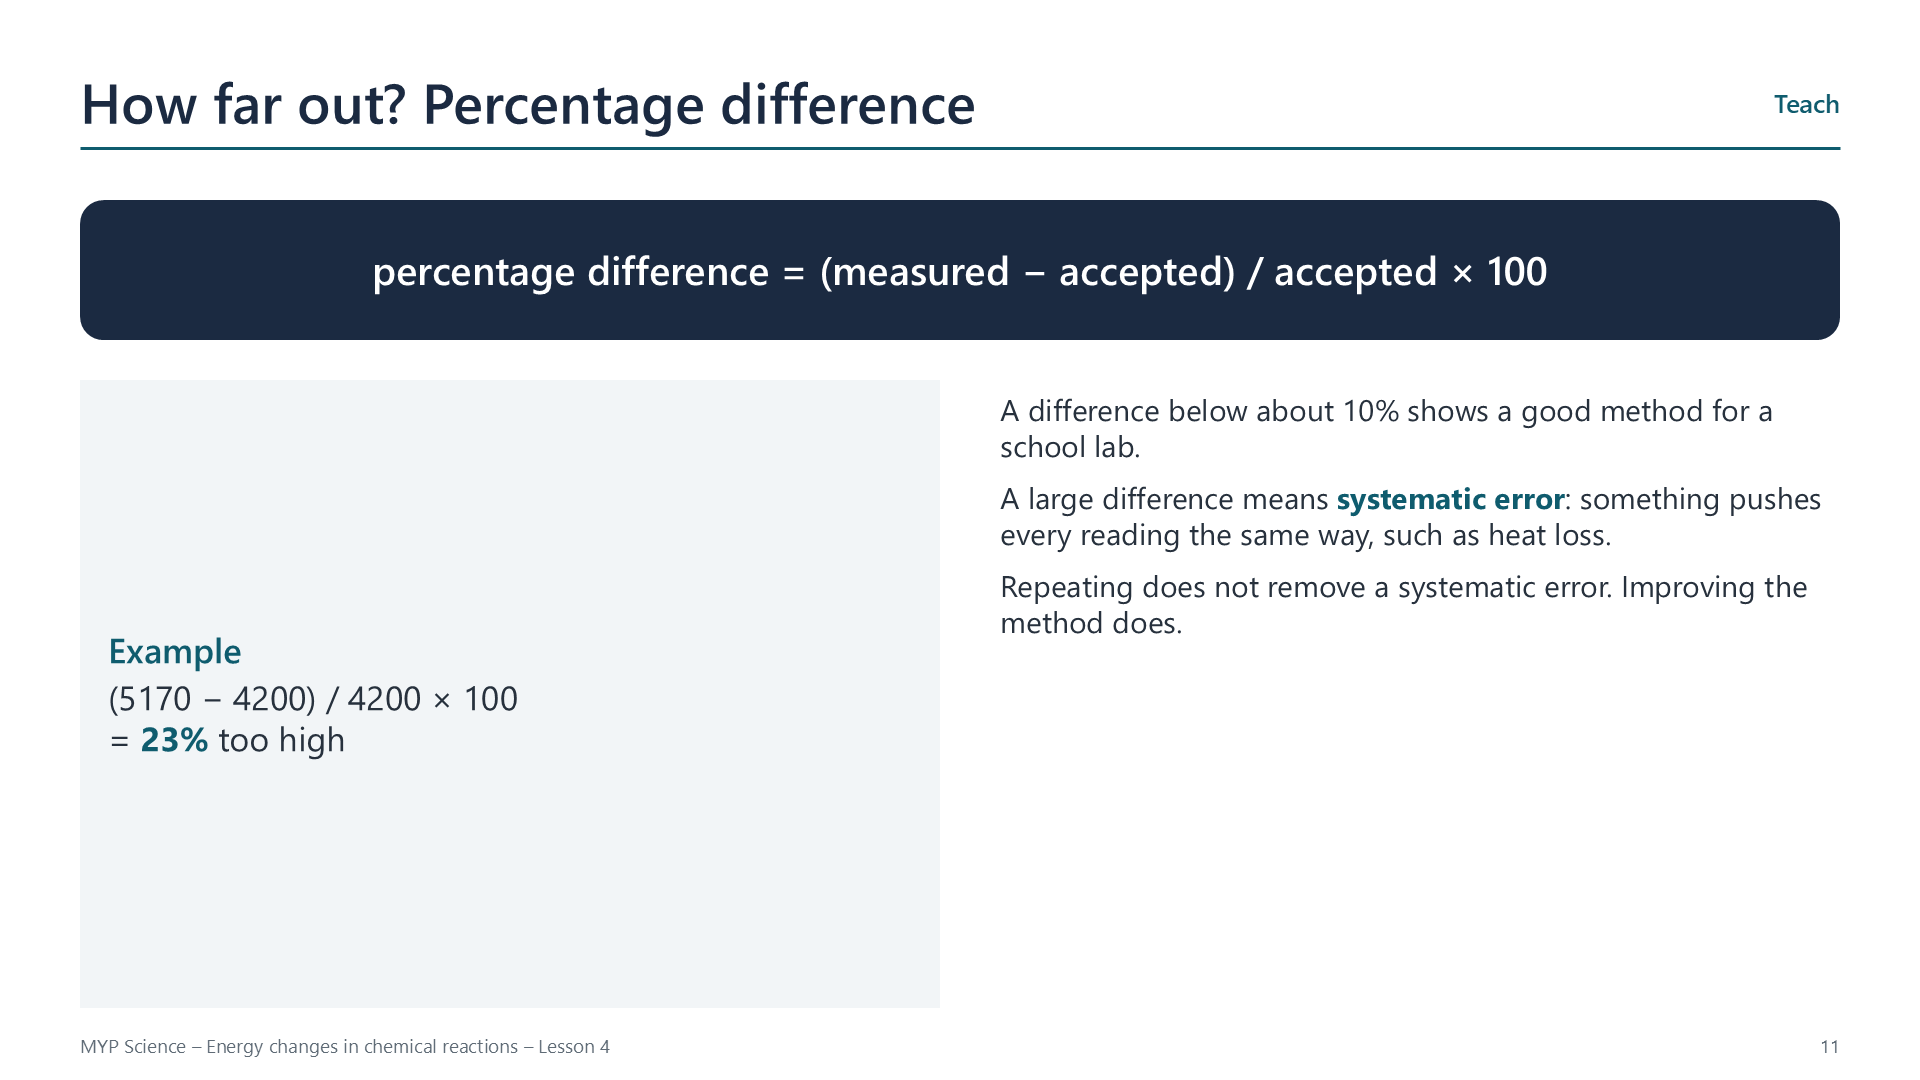 How far out? Percentage difference
Teach
percentage difference = (measured − accepted) / accepted × 100
Example
(5170 − 4200) / 4200 × 100
= 23% too high
A difference below about 10% shows a good method for a
school lab.
A large difference means systematic error: something pushes
every reading the same way, such as heat loss.
Repeating does not remove a systematic error. Improving the
method does.
MYP Science – Energy changes in chemical reactions – Lesson 4
11